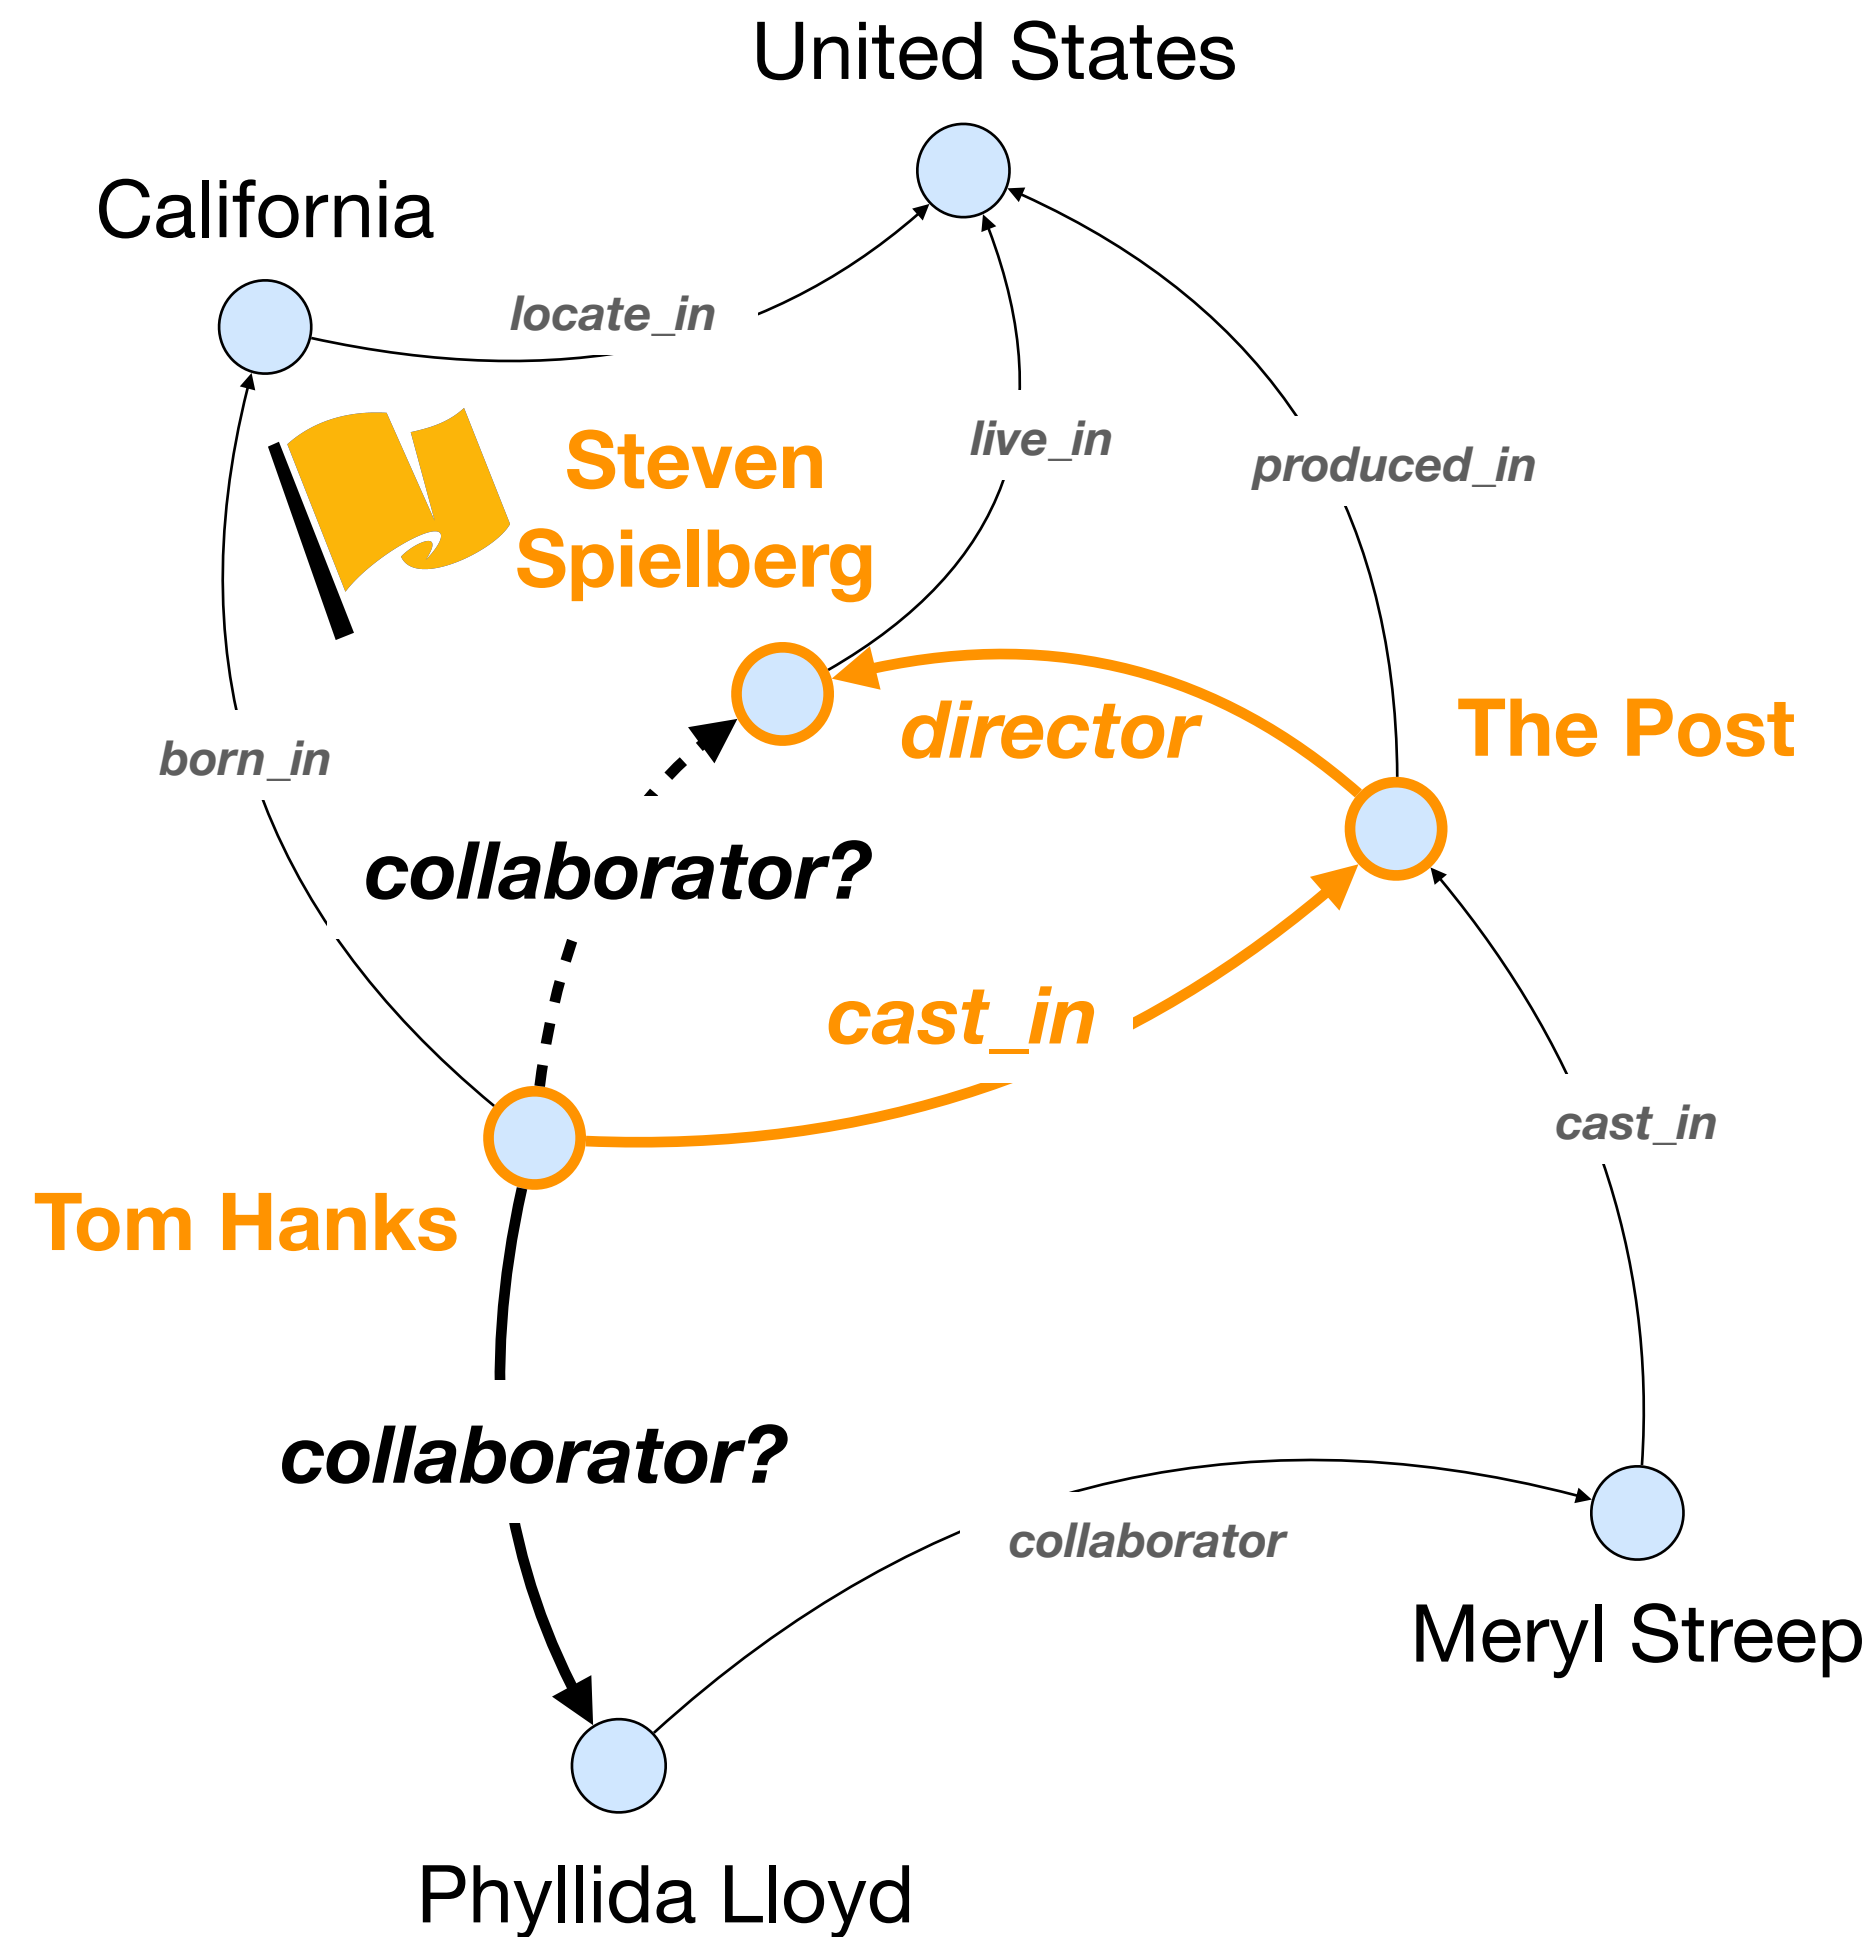 United States
California
locate_in
Steven
Spielberg
live_in
produced_in
director
The Post
born_in
collaborator?
cast_in
cast_in
Tom Hanks
collaborator?
collaborator
Meryl Streep
Phyllida Lloyd